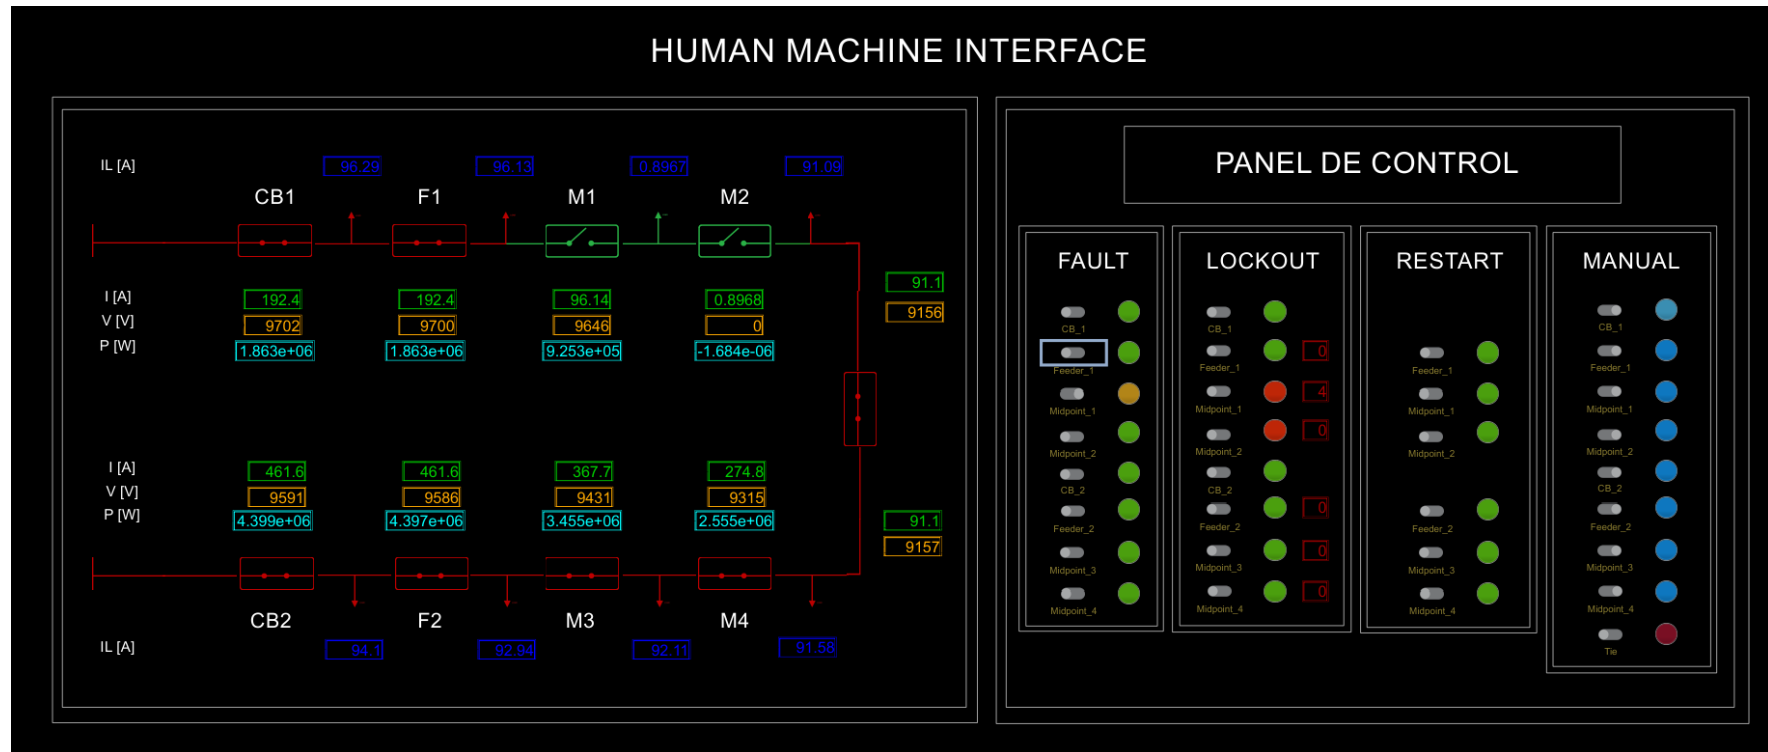 HUMAN MACHINE INTERFACE
IL [A] 96.29 96.13 0.8967 91.09
CB1 F1 M1 M2
I [A] 192.4 192.4 96.14 0.8968
V [V] 9702 9700 9646 0
P [W] 1.863e+06 1.863e+06 9.253e+05 -1.684e-06
91.1
9156
I [A] 461.6 461.6 367.7 274.8
V [V] 9591 9586 9431 9315
P [W] 4.399e+06 4.397e+06 3.455e+06 2.555e+06
91.1
9157
CB2 F2 M3 M4
IL [A] 94.1 92.94 92.11 91.58
PANEL DE CONTROL
FAULT
CB_1
Feeder_1
Midpoint_1
Midpoint_2
CB_2
Feeder_2
Midpoint_3
Midpoint_4
LOCKOUT
CB_1
Feeder_1 0
Midpoint_1 4
Midpoint_2 0
CB_2
Feeder_2 0
Midpoint_3 0
Midpoint_4 0
RESTART
Feeder_1
Midpoint_1
Midpoint_2
Feeder_2
Midpoint_3
Midpoint_4
MANUAL
CB_1
Feeder_1
Midpoint_1
Midpoint_2
CB_2
Feeder_2
Midpoint_3
Midpoint_4
Tie